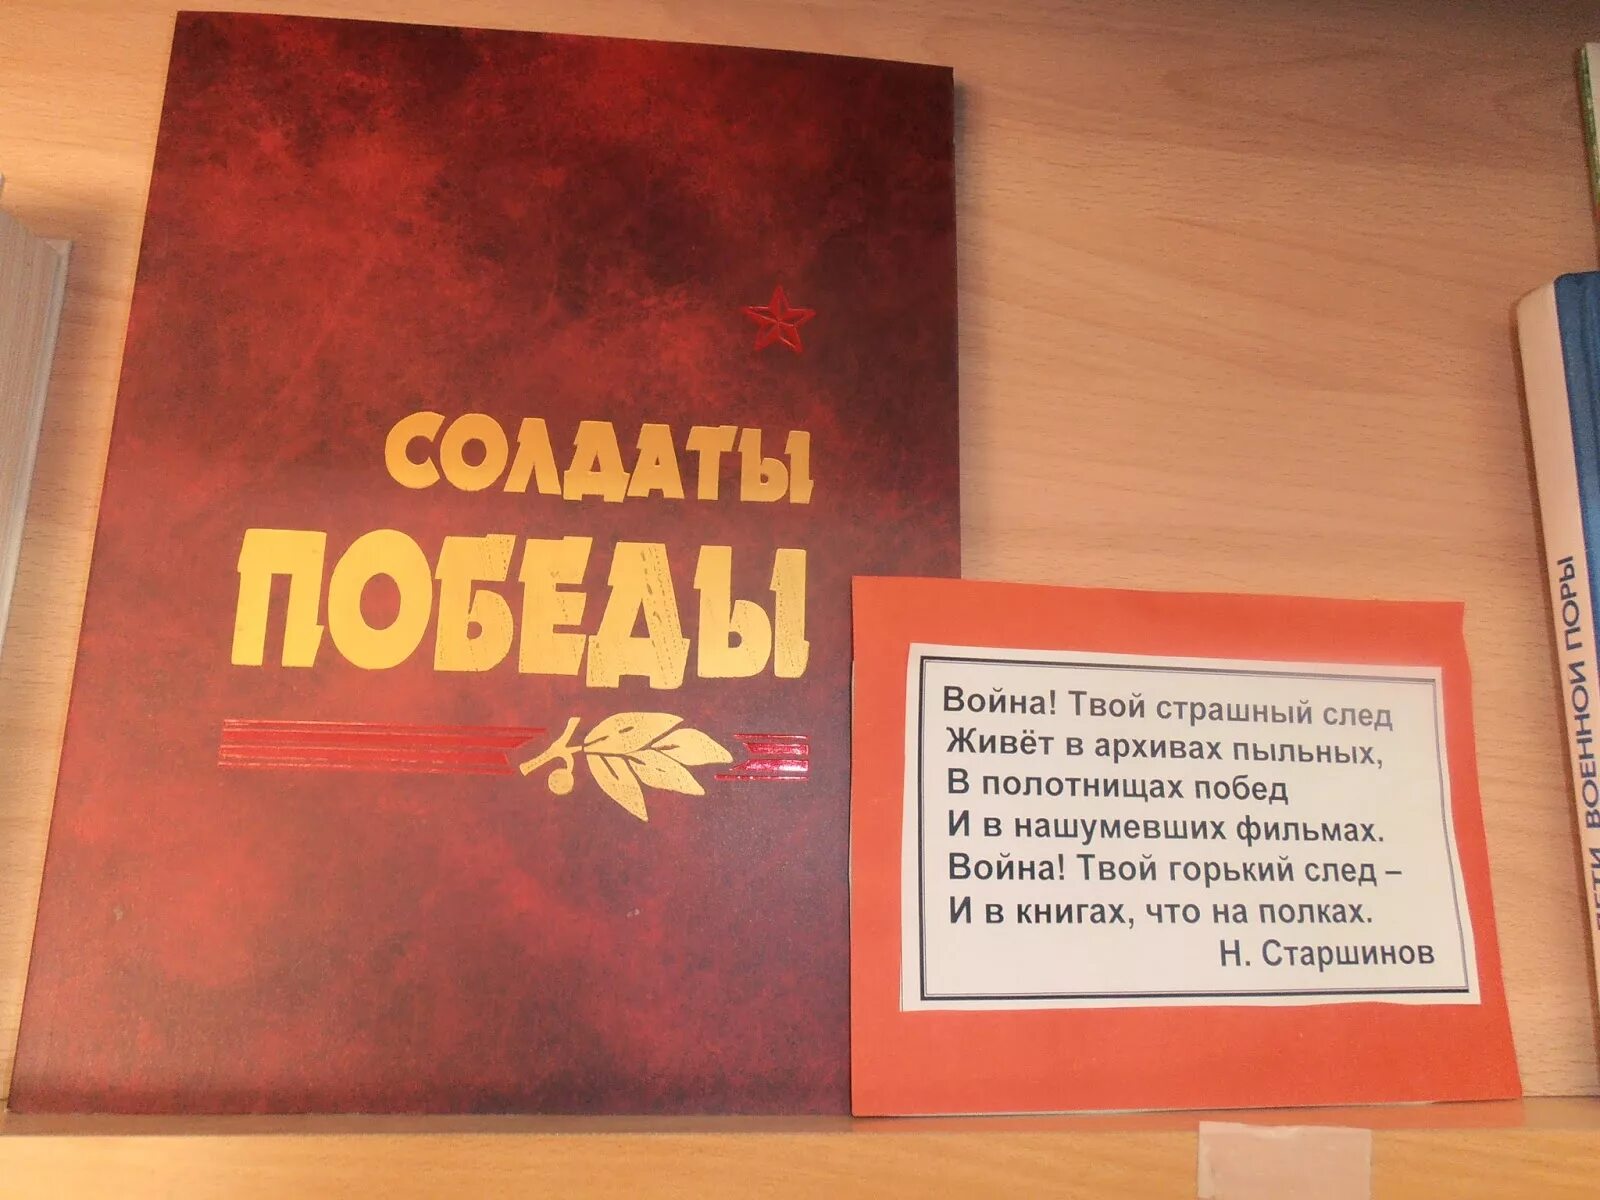 СОЛДАТЫ
ПОБЕДЫ
Война! Твой страшный след
Живёт в архивах пыльных,
В полотнищах побед
И в нашумевших фильмах.
Война! Твой горький след –
И в книгах, что на полках.
Н. Старшинов
ДЕТИ ВОЕННОЙ ПОРЫ